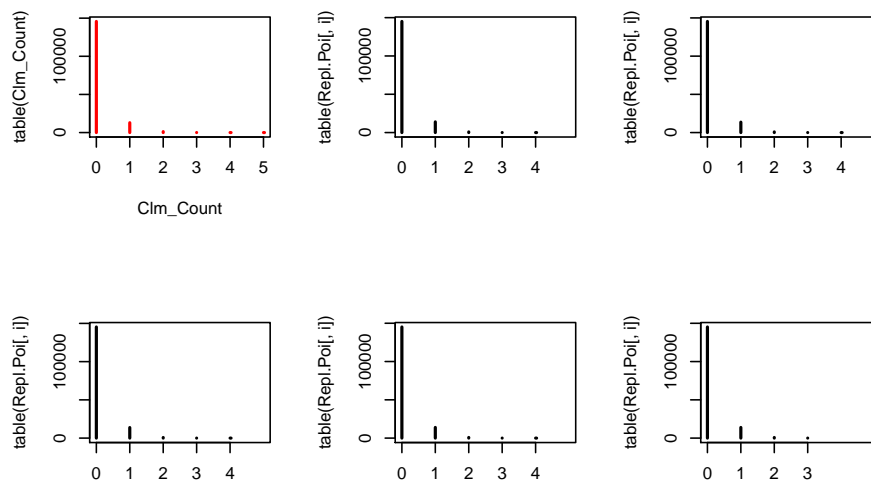 table(Clm_Count)
0 100000
0 1 2 3 4 5
Clm_Count
table(Repl.Poi[, i])
0 100000
0 1 2 3 4
table(Repl.Poi[, i])
0 100000
0 1 2 3 4
table(Repl.Poi[, i])
0 100000
0 1 2 3 4
table(Repl.Poi[, i])
0 100000
0 1 2 3 4
table(Repl.Poi[, i])
0 100000
0 1 2 3